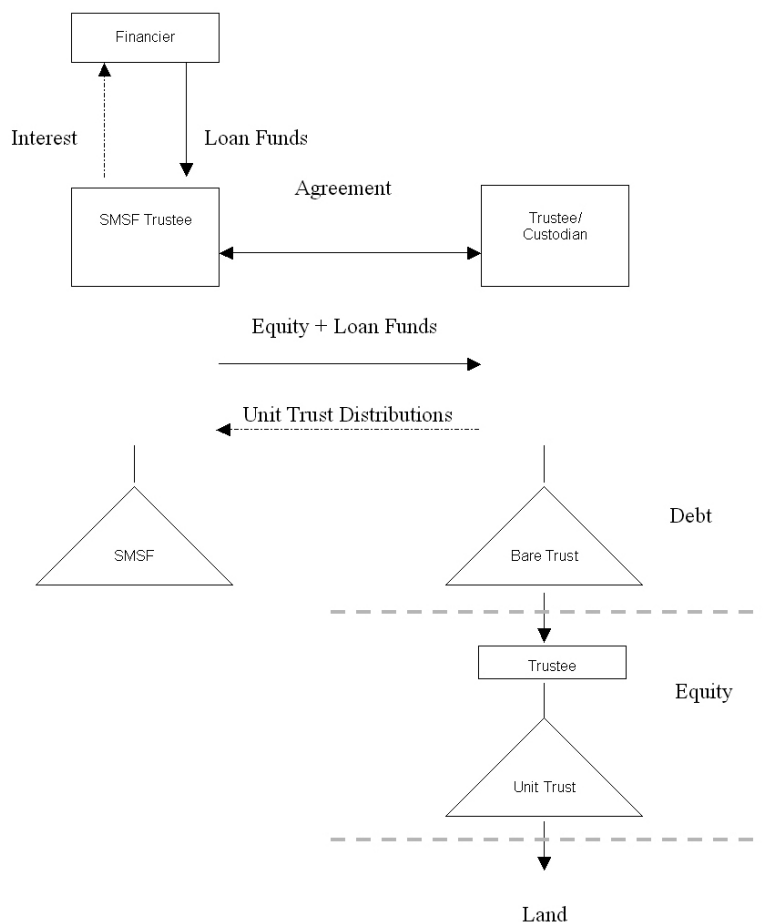 Financier
Interest
Loan Funds
Agreement
SMSF Trustee
Trustee/
Custodian
Equity + Loan Funds
Unit Trust Distributions
Debt
SMSF
Bare Trust
Trustee
Equity
Unit Trust
Land